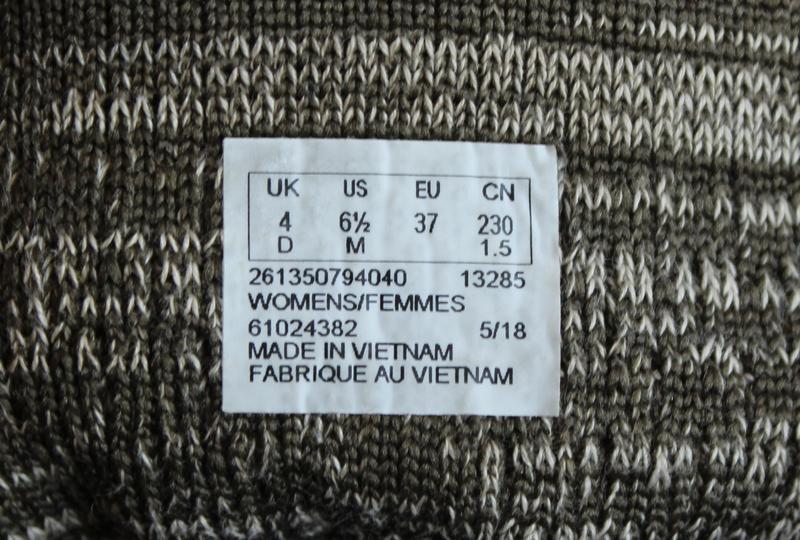 UK US EU CN
4 6½ 37 230
D M 1.5
261350794040 13285
WOMENS/FEMMES
61024382 5/18
MADE IN VIETNAM
FABRIQUE AU VIETNAM